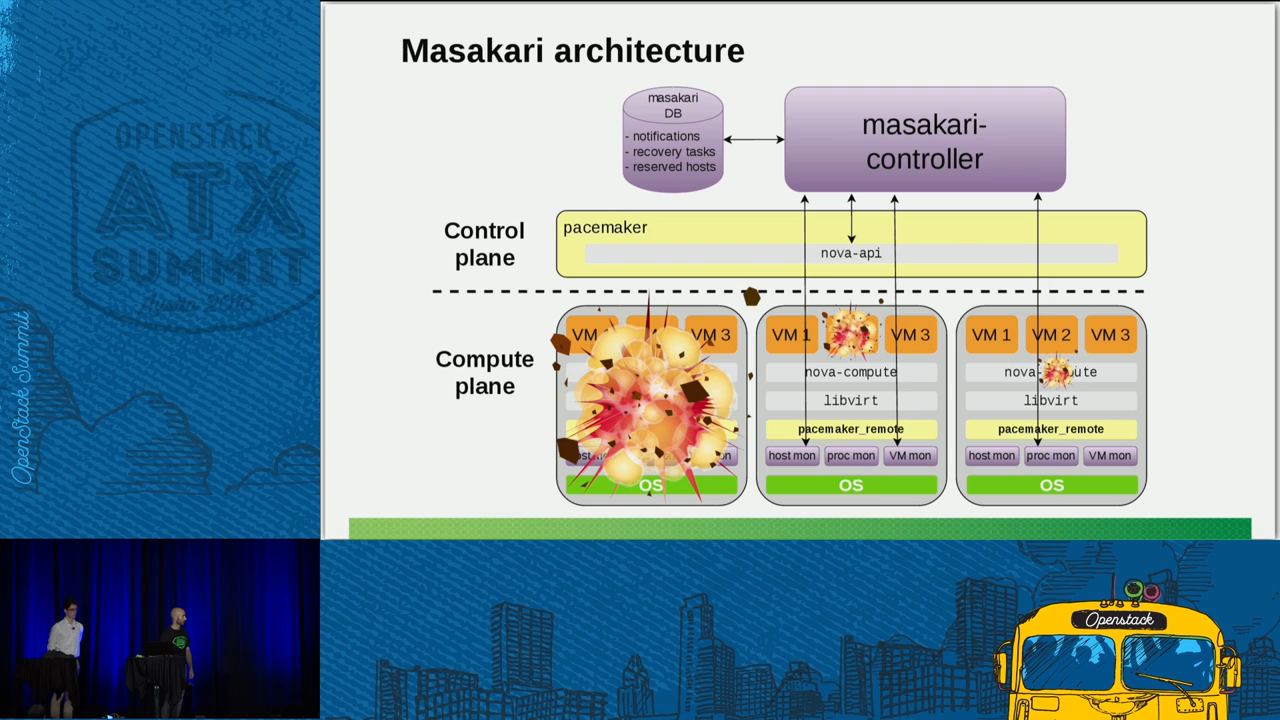 Masakari architecture
masakari
DB
- notifications
- recovery tasks
- reserved hosts
masakari-
controller
Control
plane
pacemaker
nova-api
Compute
plane
VM
VM 3
OS
VM 1
VM 3
nova-compute
libvirt
pacemaker_remote
host mon
proc mon
VM mon
OS
VM 1
VM 2
VM 3
libvirt
pacemaker_remote
host mon
proc mon
VM mon
OS
OPENSTACK
ATX
SUMMIT
OpenStack Summit
Openstack